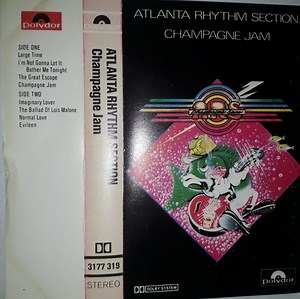 Polydor
SIDE ONE
Large Time
I'm Not Gonna Let It
Bother Me Tonight
The Great Escape
Champagne Jam
SIDE TWO
Imaginary Lover
The Ballad Of Lois Malone
Normal Love
Evileen
Polydor
ATLANTA RHYTHM SECTION
Champagne Jam
3177 319
STEREO
ATLANTA RHYTHM SECTION
CHAMPAGNE JAM
ARS
DOLBY SYSTEM
Polydor